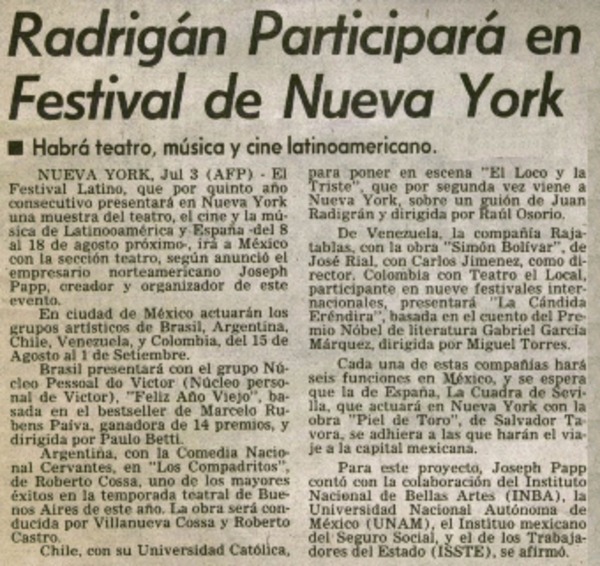 Radrigán Participará en
Festival de Nueva York
■ Habrá teatro, música y cine latinoamericano.
NUEVA YORK, Jul 3 (AFP) - El
Festival Latino, que por quinto año
consecutivo presentará en Nueva York
una muestra del teatro, el cine y la mú-
sica de Latinooamérica y España -del 8
al 18 de agosto próximo-, irá a México
con la sección teatro, según anunció el
empresario norteamericano Joseph
Papp, creador y organizador de este
evento.
En ciudad de México actuarán los
grupos artísticos de Brasil, Argentina,
Chile, Venezuela, y Colombia, del 15 de
Agosto al 1 de Setiembre.
Brasil presentará con el grupo Nú-
cleo Pessoal do Victor (Núcleo perso-
nal de Victor), "Feliz Año Viejo", ba-
sada en el bestseller de Marcelo Ru-
bens Paiva, ganadora de 14 premios, y
dirigida por Paulo Betti.
Argentina, con la Comedia Nacio-
nal Cervantes, en "Los Compadritos",
de Roberto Cossa, uno de los mayores
éxitos en la temporada teatral de Bue-
nos Aires de este año. La obra será con-
ducida por Villanueva Cossa y Roberto
Castro.
Chile, con su Universidad Católica,
para poner en escena "El Loco y la
Triste", que por segunda vez viene a
Nueva York, sobre un guión de Juan
Radigrán y dirigida por Raúl Osorio.
De Venezuela, la compañía Raja-
tablas, con la obra "Simón Bolívar", de
José Rial, con Carlos Jimenez, como di-
rector. Colombia con Teatro el Local,
participante en nueve festivales inter-
nacionales, presentará "La Cándida
Eréndira", basada en el cuento del Pre-
mio Nóbel de literatura Gabriel García
Márquez, dirigida por Miguel Torres.
Cada una de estas compañías hará
seis funciones en México, y se espera
que la de España, La Cuadra de Sevi-
lla, que actuará en Nueva York con la
obra "Piel de Toro", de Salvador Ta-
vora, se adhiera a las que harán el via-
je a la capital mexicana.
Para este proyecto, Joseph Papp
contó con la colaboración del Instituto
Nacional de Bellas Artes (INBA), la
Universidad Nacional Autónoma de
México (UNAM), el Instituo mexicano
del Seguro Social, y el de los Trabaja-
dores del Estado (ISSTE), se afirmó.